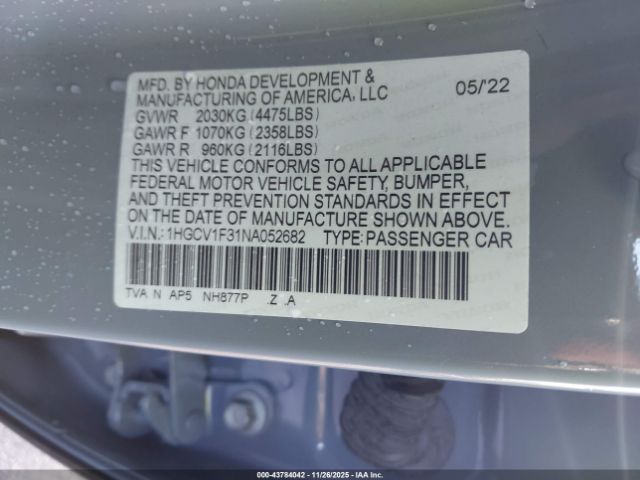 MFD. BY HONDA DEVELOPMENT &
MANUFACTURING OF AMERICA, LLC 05/'22
GVWR 2030KG (4475LBS)
GAWR F 1070KG (2358LBS)
GAWR R 960KG (2116LBS)
THIS VEHICLE CONFORMS TO ALL APPLICABLE
FEDERAL MOTOR VEHICLE SAFETY, BUMPER,
AND THEFT PREVENTION STANDARDS IN EFFECT
ON THE DATE OF MANUFACTURE SHOWN ABOVE.
V.I.N.: 1HGCV1F31NA052682 TYPE: PASSENGER CAR
TVA N AP5 NH877P .Z .A
000-43784042 - 11/26/2025 - IAA Inc.